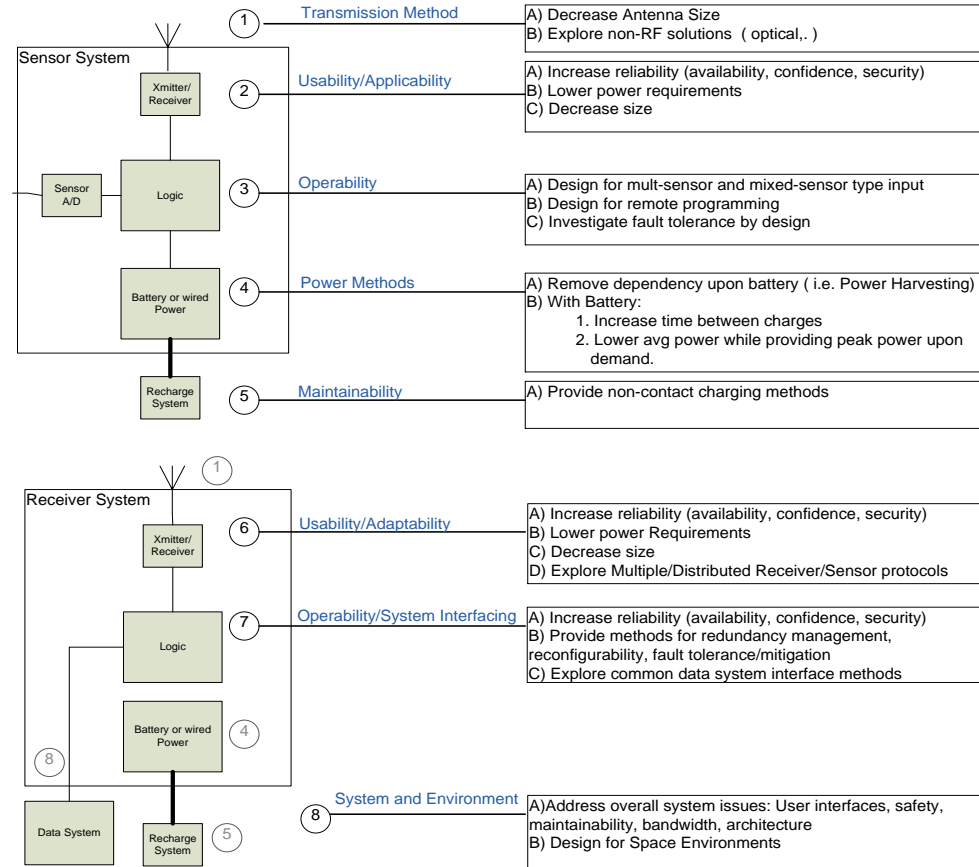 1
Transmission Method
A) Decrease Antenna Size
B) Explore non-RF solutions ( optical,. )
Sensor System
Xmitter/
Receiver
2
Usability/Applicability
A) Increase reliability (availability, confidence, security)
B) Lower power requirements
C) Decrease size
Sensor
A/D
Logic
3
Operability
A) Design for mult-sensor and mixed-sensor type input
B) Design for remote programming
C) Investigate fault tolerance by design
Battery or wired
Power
4
Power Methods
A) Remove dependency upon battery ( i.e. Power Harvesting)
B) With Battery:
1. Increase time between charges
2. Lower avg power while providing peak power upon
demand.
Recharge
System
5
Maintainability
A) Provide non-contact charging methods
1
Receiver System
Xmitter/
Receiver
6
Usability/Adaptability
A) Increase reliability (availability, confidence, security)
B) Lower power Requirements
C) Decrease size
D) Explore Multiple/Distributed Receiver/Sensor protocols
Logic
7
Operability/System Interfacing
A) Increase reliability (availability, confidence, security)
B) Provide methods for redundancy management,
reconfigurability, fault tolerance/mitigation
C) Explore common data system interface methods
Battery or wired
Power
4
8
Data System
Recharge
System
5
8
System and Environment
A)Address overall system issues: User interfaces, safety,
maintainability, bandwidth, architecture
B) Design for Space Environments